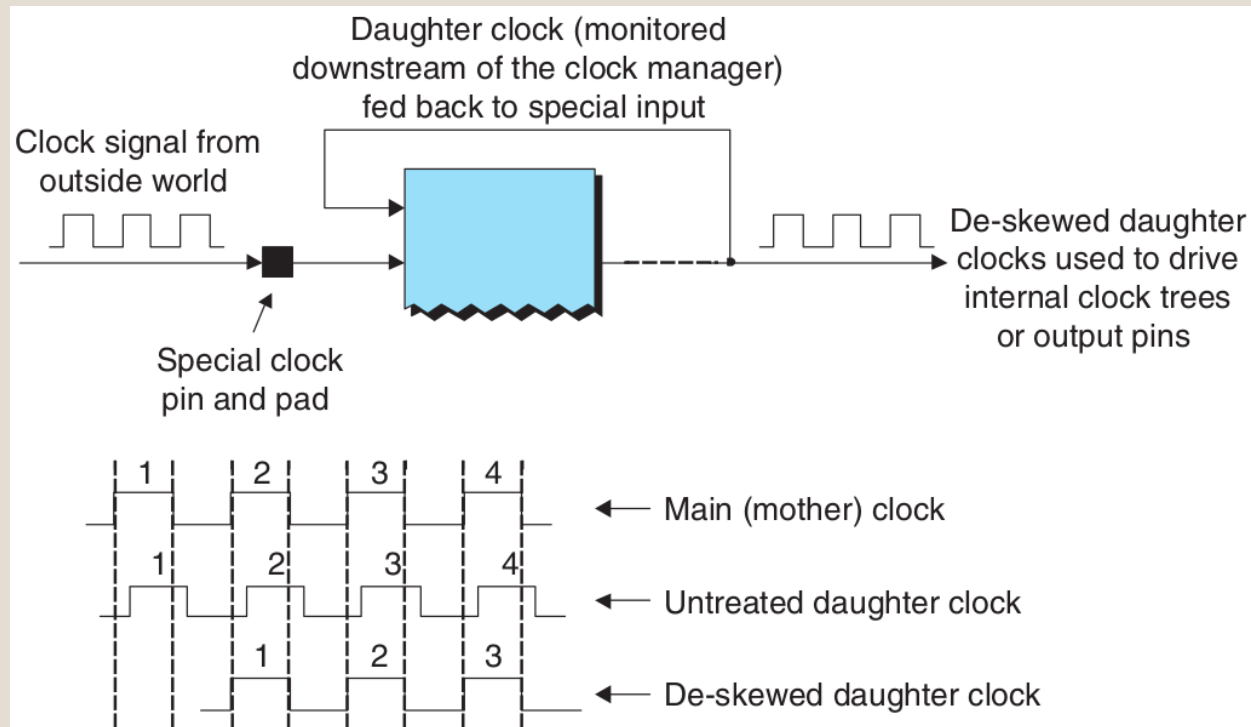 Daughter clock (monitored
downstream of the clock manager)
fed back to special input
Clock signal from
outside world
De-skewed daughter
clocks used to drive
internal clock trees
or output pins
Special clock
pin and pad
1 2 3 4
Main (mother) clock
1 2 3 4
Untreated daughter clock
1 2 3
De-skewed daughter clock